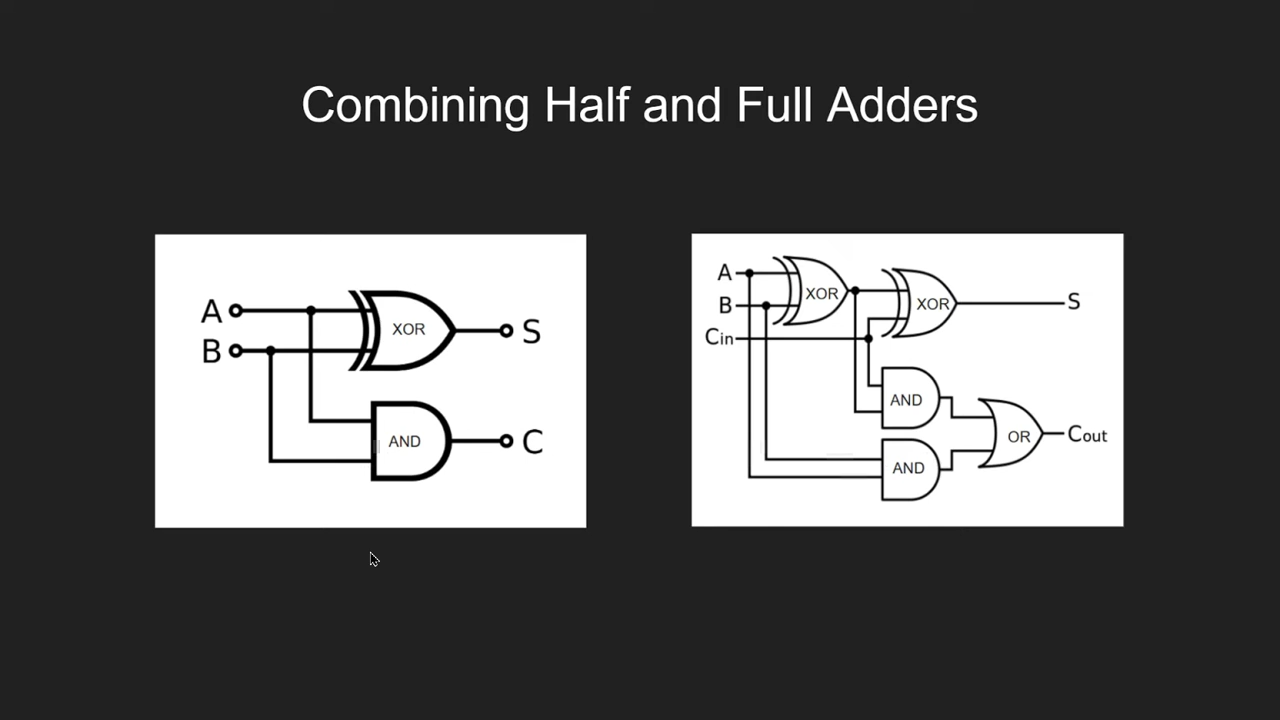 Combining Half and Full Adders
A
B
XOR
S
AND
C
A
B
Cin
XOR
XOR
S
AND
AND
OR
Cout